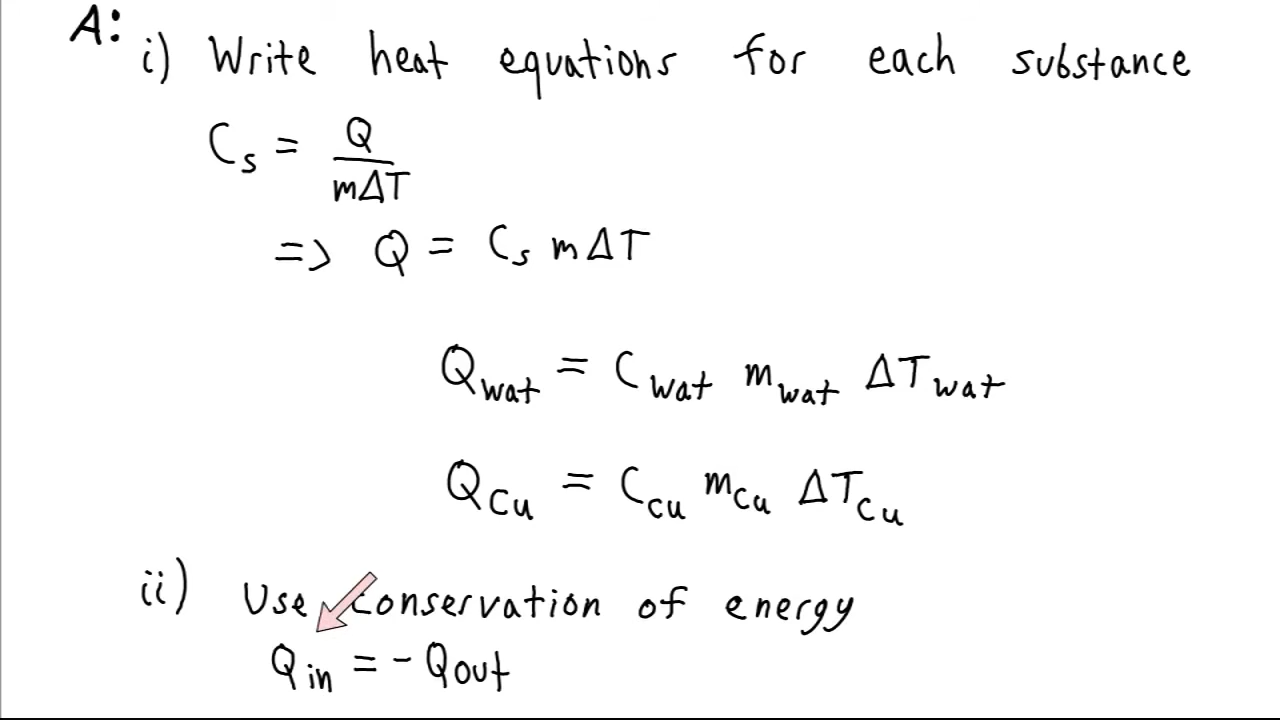 A:
i) Write heat equations for each substance
Cs = Q / mΔT
=> Q = Cs mΔT
Qwat = Cwat mwat ΔTwat
QCu = CCu mCu ΔTCu
ii) Use conservation of energy
Qin = -Qout